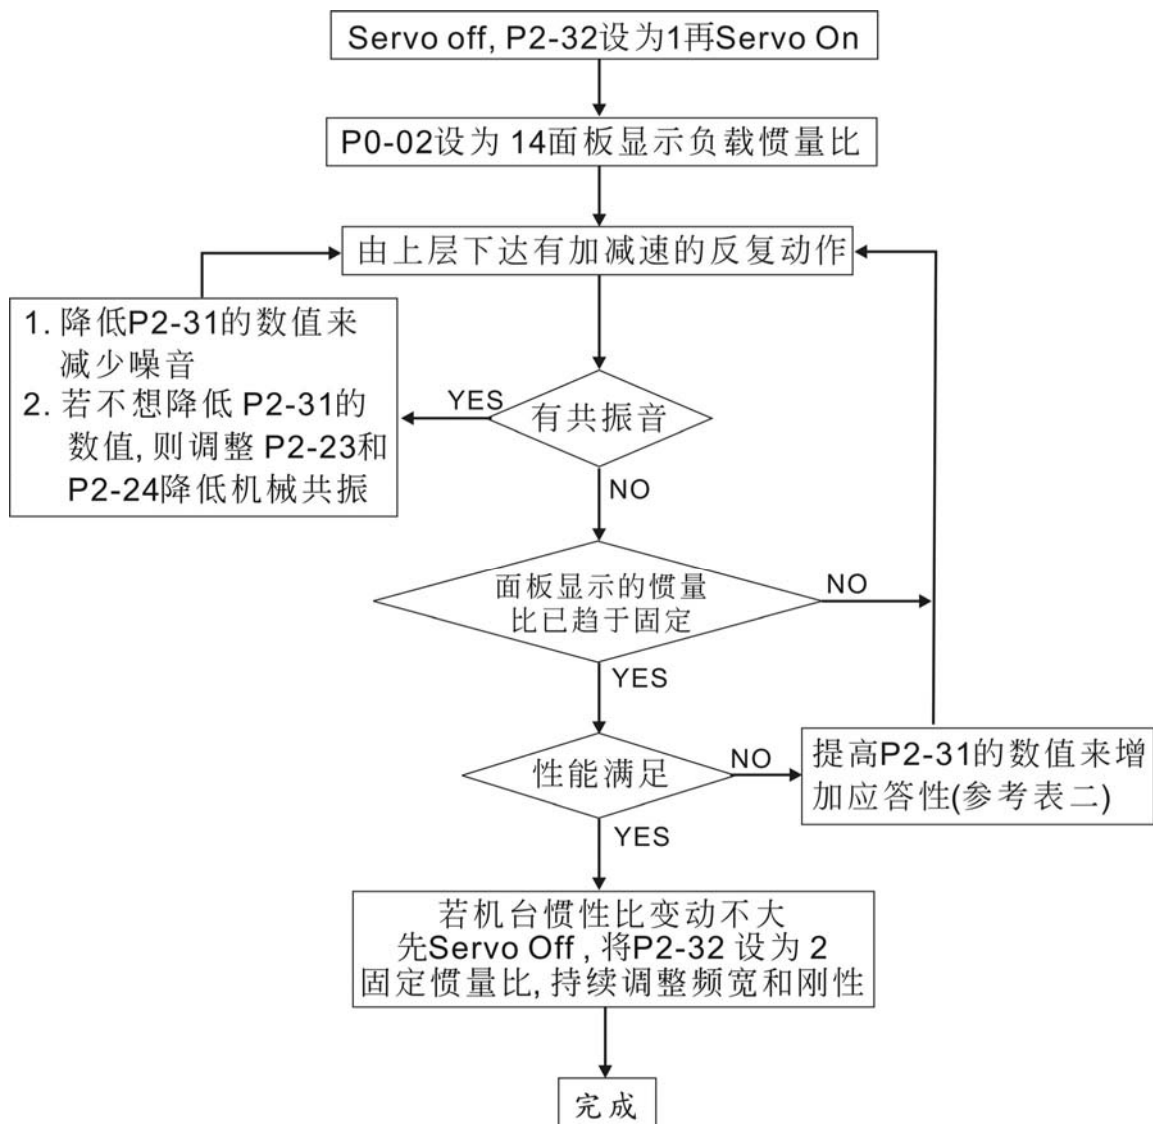 Servo off, P2-32设为1再Servo On
P0-02设为 14面板显示负载惯量比
由上层下达有加减速的反复动作
1. 降低P2-31的数值来
减少噪音
2. 若不想降低 P2-31的
数值, 则调整 P2-23和
P2-24降低机械共振
YES
有共振音
NO
面板显示的惯量
比已趋于固定
NO
YES
性能满足
NO
提高P2-31的数值来增
加应答性(参考表二)
YES
若机台惯性比变动不大
先Servo Off , 将P2-32 设为 2
固定惯量比, 持续调整频宽和刚性
完成